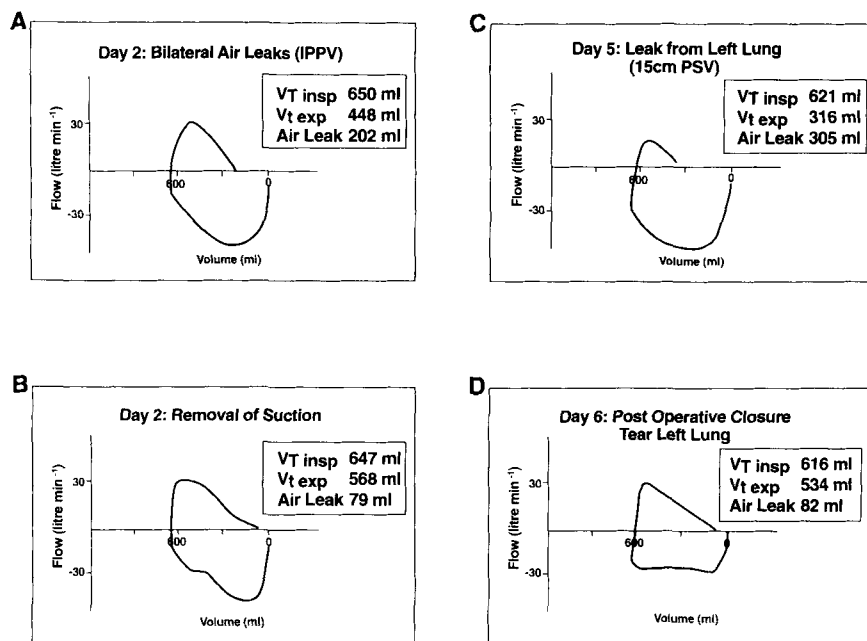 A
Day 2: Bilateral Air Leaks (IPPV)
VT insp 650 ml
Vt exp 448 ml
Air Leak 202 ml
Flow (litre min -1)
30
600
0
-30
Volume (ml)
B
Day 2: Removal of Suction
VT insp 647 ml
Vt exp 568 ml
Air Leak 79 ml
Flow (litre min -1)
30
600
0
-30
Volume (ml)
C
Day 5: Leak from Left Lung
(15cm PSV)
VT insp 621 ml
Vt exp 316 ml
Air Leak 305 ml
Flow (litre min -1)
30
600
0
-30
Volume (ml)
D
Day 6: Post Operative Closure
Tear Left Lung
VT insp 616 ml
Vt exp 534 ml
Air Leak 82 ml
Flow (litre min -1)
30
600
0
-30
Volume (ml)